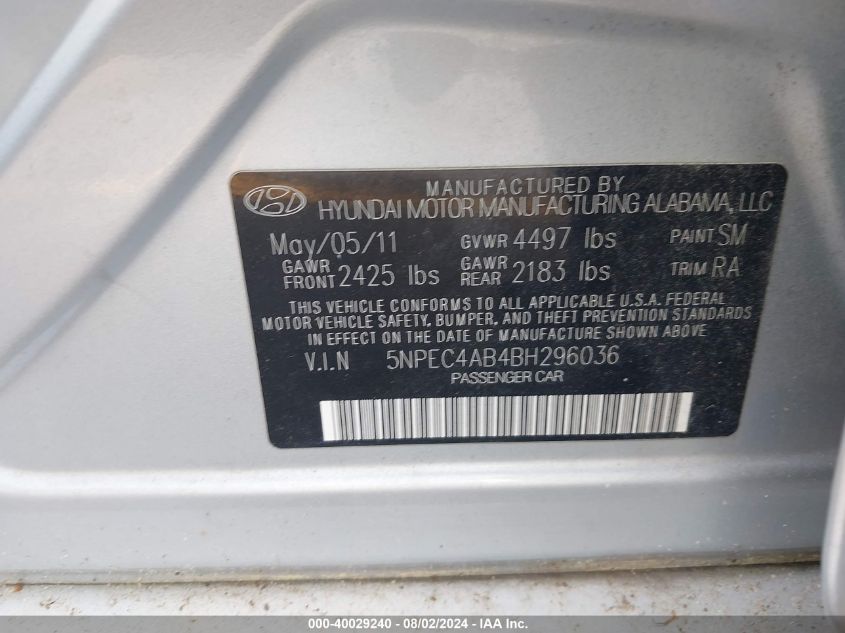 MANUFACTURED BY
HYUNDAI MOTOR MANUFACTURING ALABAMA, LLC
May/05/11 GVWR 4497 lbs PAINT SM
GAWR FRONT 2425 lbs GAWR REAR 2183 lbs TRIM RA
THIS VEHICLE CONFORMS TO ALL APPLICABLE U.S.A. FEDERAL
MOTOR VEHICLE SAFETY, BUMPER, AND THEFT PREVENTION STANDARDS
IN EFFECT ON THE DATE OF MANUFACTURE SHOWN ABOVE
V.I.N 5NPEC4AB4BH296036
PASSENGER CAR
000-40029240 - 08/02/2024 - © IAA Inc.